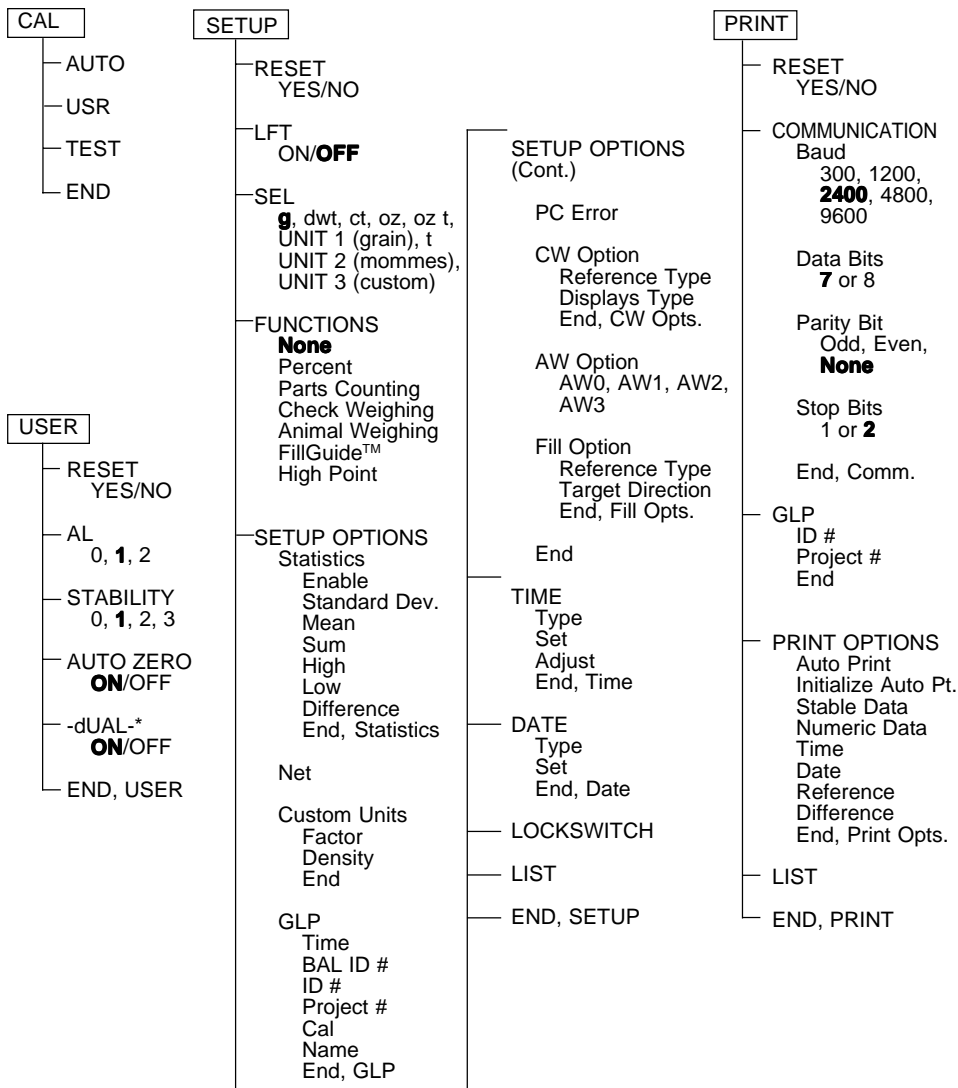 CAL
AUTO
USR
TEST
END
USER
RESET
YES/NO
AL
0, 1, 2
STABILITY
0, 1, 2, 3
AUTO ZERO
ON/OFF
-dUAL-*
ON/OFF
END, USER
SETUP
RESET
YES/NO
LFT
ON/OFF
SEL
g, dwt, ct, oz, oz t,
UNIT 1 (grain), t
UNIT 2 (mommes),
UNIT 3 (custom)
FUNCTIONS
None
Percent
Parts Counting
Check Weighing
Animal Weighing
FillGuide™
High Point
SETUP OPTIONS
Statistics
Enable
Standard Dev.
Mean
Sum
High
Low
Difference
End, Statistics
Net
Custom Units
Factor
Density
End
GLP
Time
BAL ID #
ID #
Project #
Cal
Name
End, GLP
SETUP OPTIONS
(Cont.)
PC Error
CW Option
Reference Type
Displays Type
End, CW Opts.
AW Option
AW0, AW1, AW2,
AW3
Fill Option
Reference Type
Target Direction
End, Fill Opts.
End
TIME
Type
Set
Adjust
End, Time
DATE
Type
Set
End, Date
LOCKSWITCH
LIST
END, SETUP
PRINT
RESET
YES/NO
COMMUNICATION
Baud
300, 1200,
2400, 4800,
9600
Data Bits
7 or 8
Parity Bit
Odd, Even,
None
Stop Bits
1 or 2
End, Comm.
GLP
ID #
Project #
End
PRINT OPTIONS
Auto Print
Initialize Auto Pt.
Stable Data
Numeric Data
Time
Date
Reference
Difference
End, Print Opts.
LIST
END, PRINT